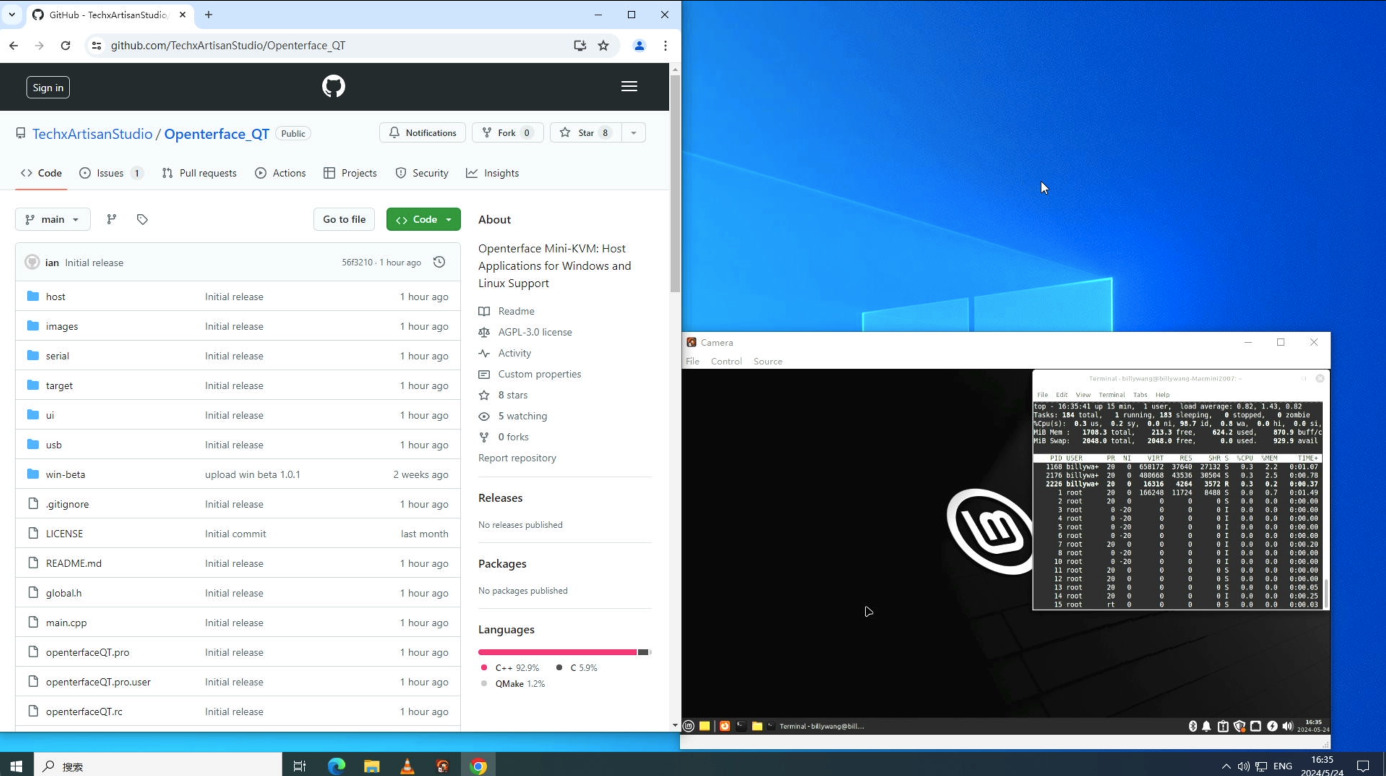 GitHub - TechxArtisanStudio
github.com/TechxArtisanStudio/Openterface_QT
Sign in
TechxArtisanStudio / Openterface_QT Public
Notifications Fork 0 Star 8
Code Issues 1 Pull requests Actions Projects Security Insights
main Go to file Code
ian Initial release 56f3210 · 1 hour ago
host Initial release 1 hour ago
images Initial release 1 hour ago
serial Initial release 1 hour ago
target Initial release 1 hour ago
ui Initial release 1 hour ago
usb Initial release 1 hour ago
win-beta upload win beta 1.0.1 2 weeks ago
.gitignore Initial release 1 hour ago
LICENSE Initial commit last month
README.md Initial release 1 hour ago
global.h Initial release 1 hour ago
main.cpp Initial release 1 hour ago
openterfaceQT.pro Initial release 1 hour ago
openterfaceQT.pro.user Initial release 1 hour ago
openterfaceQT.rc Initial release 1 hour ago
About
Openterface Mini-KVM: Host
Applications for Windows and
Linux Support
Readme
AGPL-3.0 license
Activity
Custom properties
8 stars
5 watching
0 forks
Report repository
Releases
No releases published
Packages
No packages published
Languages
C++ 92.9% C 5.9%
QMake 1.2%
Camera
File Control Source
Terminal - billywang@billywang-Macmini2007: ~
File Edit View Terminal Tabs Help
top - 16:35:41 up 15 min, 1 user, load average: 0.82, 1.43, 0.82
Tasks: 184 total, 1 running, 183 sleeping, 0 stopped, 0 zombie
%Cpu(s): 0.3 us, 0.2 sy, 0.0 ni, 98.7 id, 0.8 wa, 0.0 hi, 0.0 si,
MiB Mem : 1708.3 total, 213.3 free, 624.2 used, 870.9 buff/c
MiB Swap: 2048.0 total, 2048.0 free, 0.0 used. 929.9 avail
PID USER PR NI VIRT RES SHR S %CPU %MEM TIME+
1168 billywa+ 20 0 658172 37640 27132 S 0.3 2.2 0:01.07
2176 billywa+ 20 0 480668 43536 30504 S 0.3 2.5 0:00.78
2226 billywa+ 20 0 16316 4264 3572 R 0.3 0.2 0:00.37
1 root 20 0 166248 11724 8488 S 0.0 0.7 0:01.49
2 root 20 0 0 0 0 S 0.0 0.0 0:00.00
3 root 0 -20 0 0 0 I 0.0 0.0 0:00.00
4 root 0 -20 0 0 0 I 0.0 0.0 0:00.00
5 root 0 -20 0 0 0 I 0.0 0.0 0:00.00
6 root 0 -20 0 0 0 I 0.0 0.0 0:00.00
7 root 20 0 0 0 0 I 0.0 0.0 0:00.20
8 root 0 -20 0 0 0 I 0.0 0.0 0:00.00
10 root 0 -20 0 0 0 I 0.0 0.0 0:00.00
11 root 20 0 0 0 0 S 0.0 0.0 0:00.00
12 root 20 0 0 0 0 S 0.0 0.0 0:00.00
13 root 20 0 0 0 0 S 0.0 0.0 0:00.05
14 root 20 0 0 0 0 I 0.0 0.0 0:00.25
15 root rt 0 0 0 0 S 0.0 0.0 0:00.03
Terminal - billywang@bill...
16:35
2024-05-24
搜索
ENG
16:35
2024/5/24